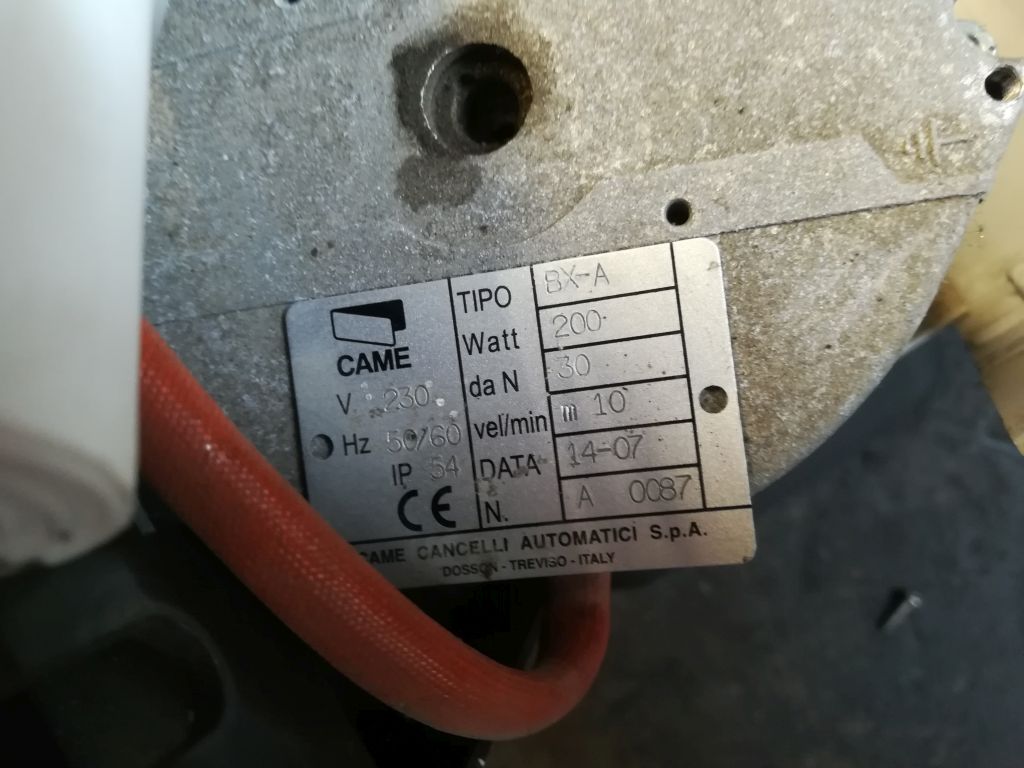 CAME
V 230
Hz 50/60
IP 54
CE
TIPO BX-A
Watt 200
da N 30
vel/min m 10
DATA 14-07
N. A 0087
CAME CANCELLI AUTOMATICI S.p.A.
DOSSON - TREVISO - ITALY